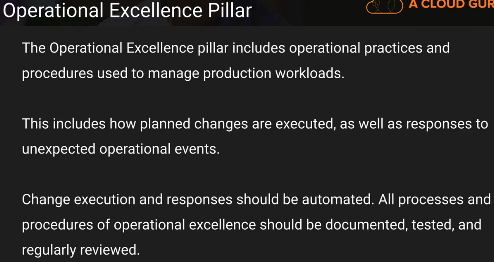 Operational Excellence Pillar
A CLOUD GUR
The Operational Excellence pillar includes operational practices and
procedures used to manage production workloads.
This includes how planned changes are executed, as well as responses to
unexpected operational events.
Change execution and responses should be automated. All processes and
procedures of operational excellence should be documented, tested, and
regularly reviewed.